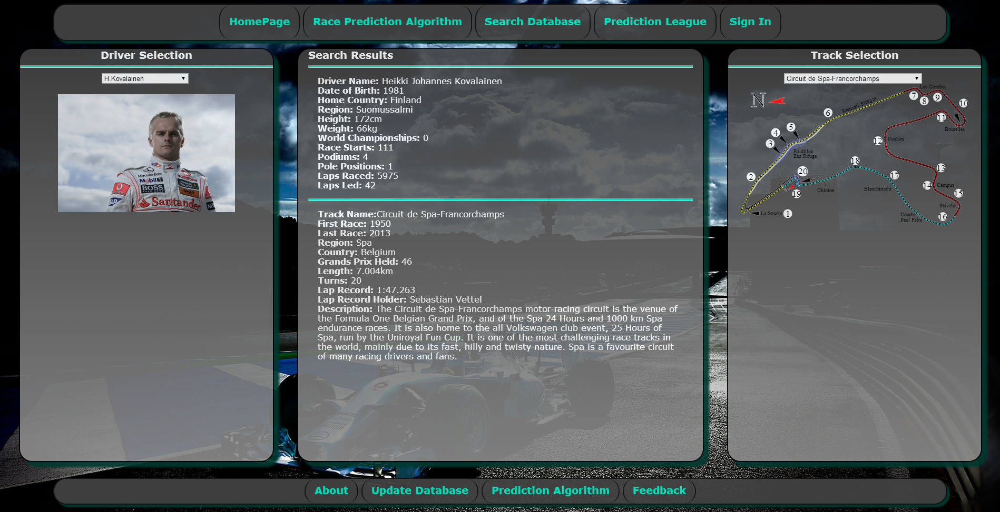 HomePage
Race Prediction Algorithm
Search Database
Prediction League
Sign In
Driver Selection
H.Kovalainen
FedEx
Mercedes-Benz
Mobil 1
vodafone
BOSS
JOHNNIE WALKER
SAP
Santander
Search Results
Driver Name: Heikki Johannes Kovalainen
Date of Birth: 1981
Home Country: Finland
Region: Suomussalmi
Height: 172cm
Weight: 66kg
World Championships: 0
Race Starts: 111
Podiums: 4
Pole Positions: 1
Laps Raced: 5975
Laps Led: 42
Track Name:Circuit de Spa-Francorchamps
First Race: 1950
Last Race: 2013
Region: Spa
Country: Belgium
Grands Prix Held: 46
Length: 7.004km
Turns: 20
Lap Record: 1:47.263
Lap Record Holder: Sebastian Vettel
Description: The Circuit de Spa-Francorchamps motor-racing circuit is the venue of
the Formula One Belgian Grand Prix, and of the Spa 24 Hours and 1000 km Spa
endurance races. It is also home to the all Volkswagen club event, 25 Hours of
Spa, run by the Uniroyal Fun Cup. It is one of the most challenging race tracks in
the world, mainly due to its fast, hilly and twisty nature. Spa is a favourite circuit
of many racing drivers and fans.
Track Selection
Circuit de Spa-Francorchamps
N
Les Combes
7
8
9
10
Kemmel Straight
6
11
Bruxelles
5
4
3
12
Pouhon
Raidillon
Eau Rouge
18
13
20
17
2
14
Campus
Blanchimont
Chicane
19
15
Stavelot
La Source
1
16
Courbe
Paul Frère
About
Update Database
Prediction Algorithm
Feedback